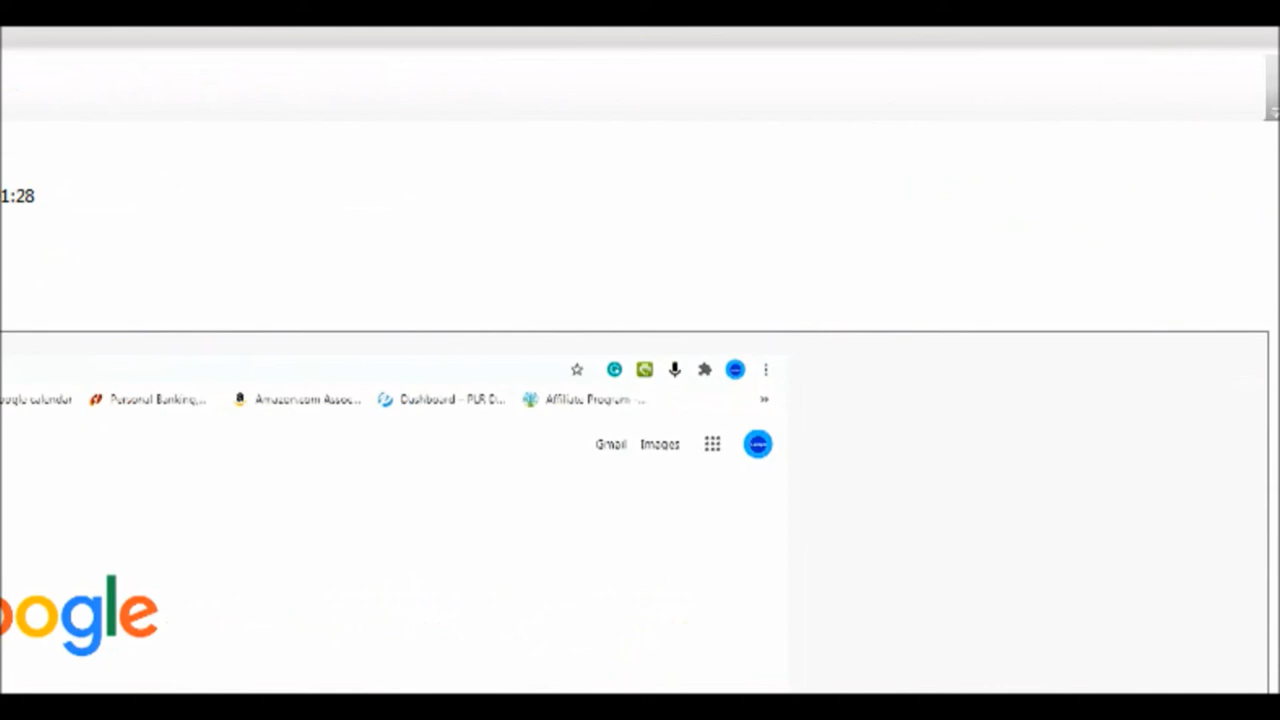 1:28
oogle calendar Personal Banking,... Amazon.com Assoc... Dashboard – PLR D... Affiliate Program -...
Gmail Images
oogle